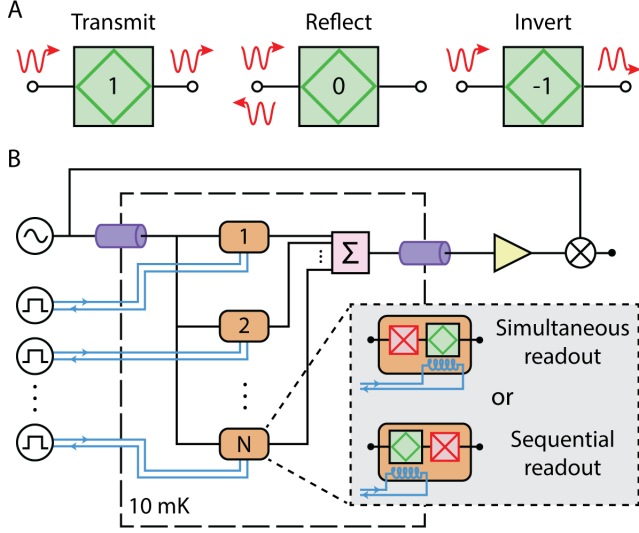 A
Transmit
Reflect
Invert
1
0
-1
B
1
Σ
2
Simultaneous
readout
or
N
Sequential
readout
10 mK